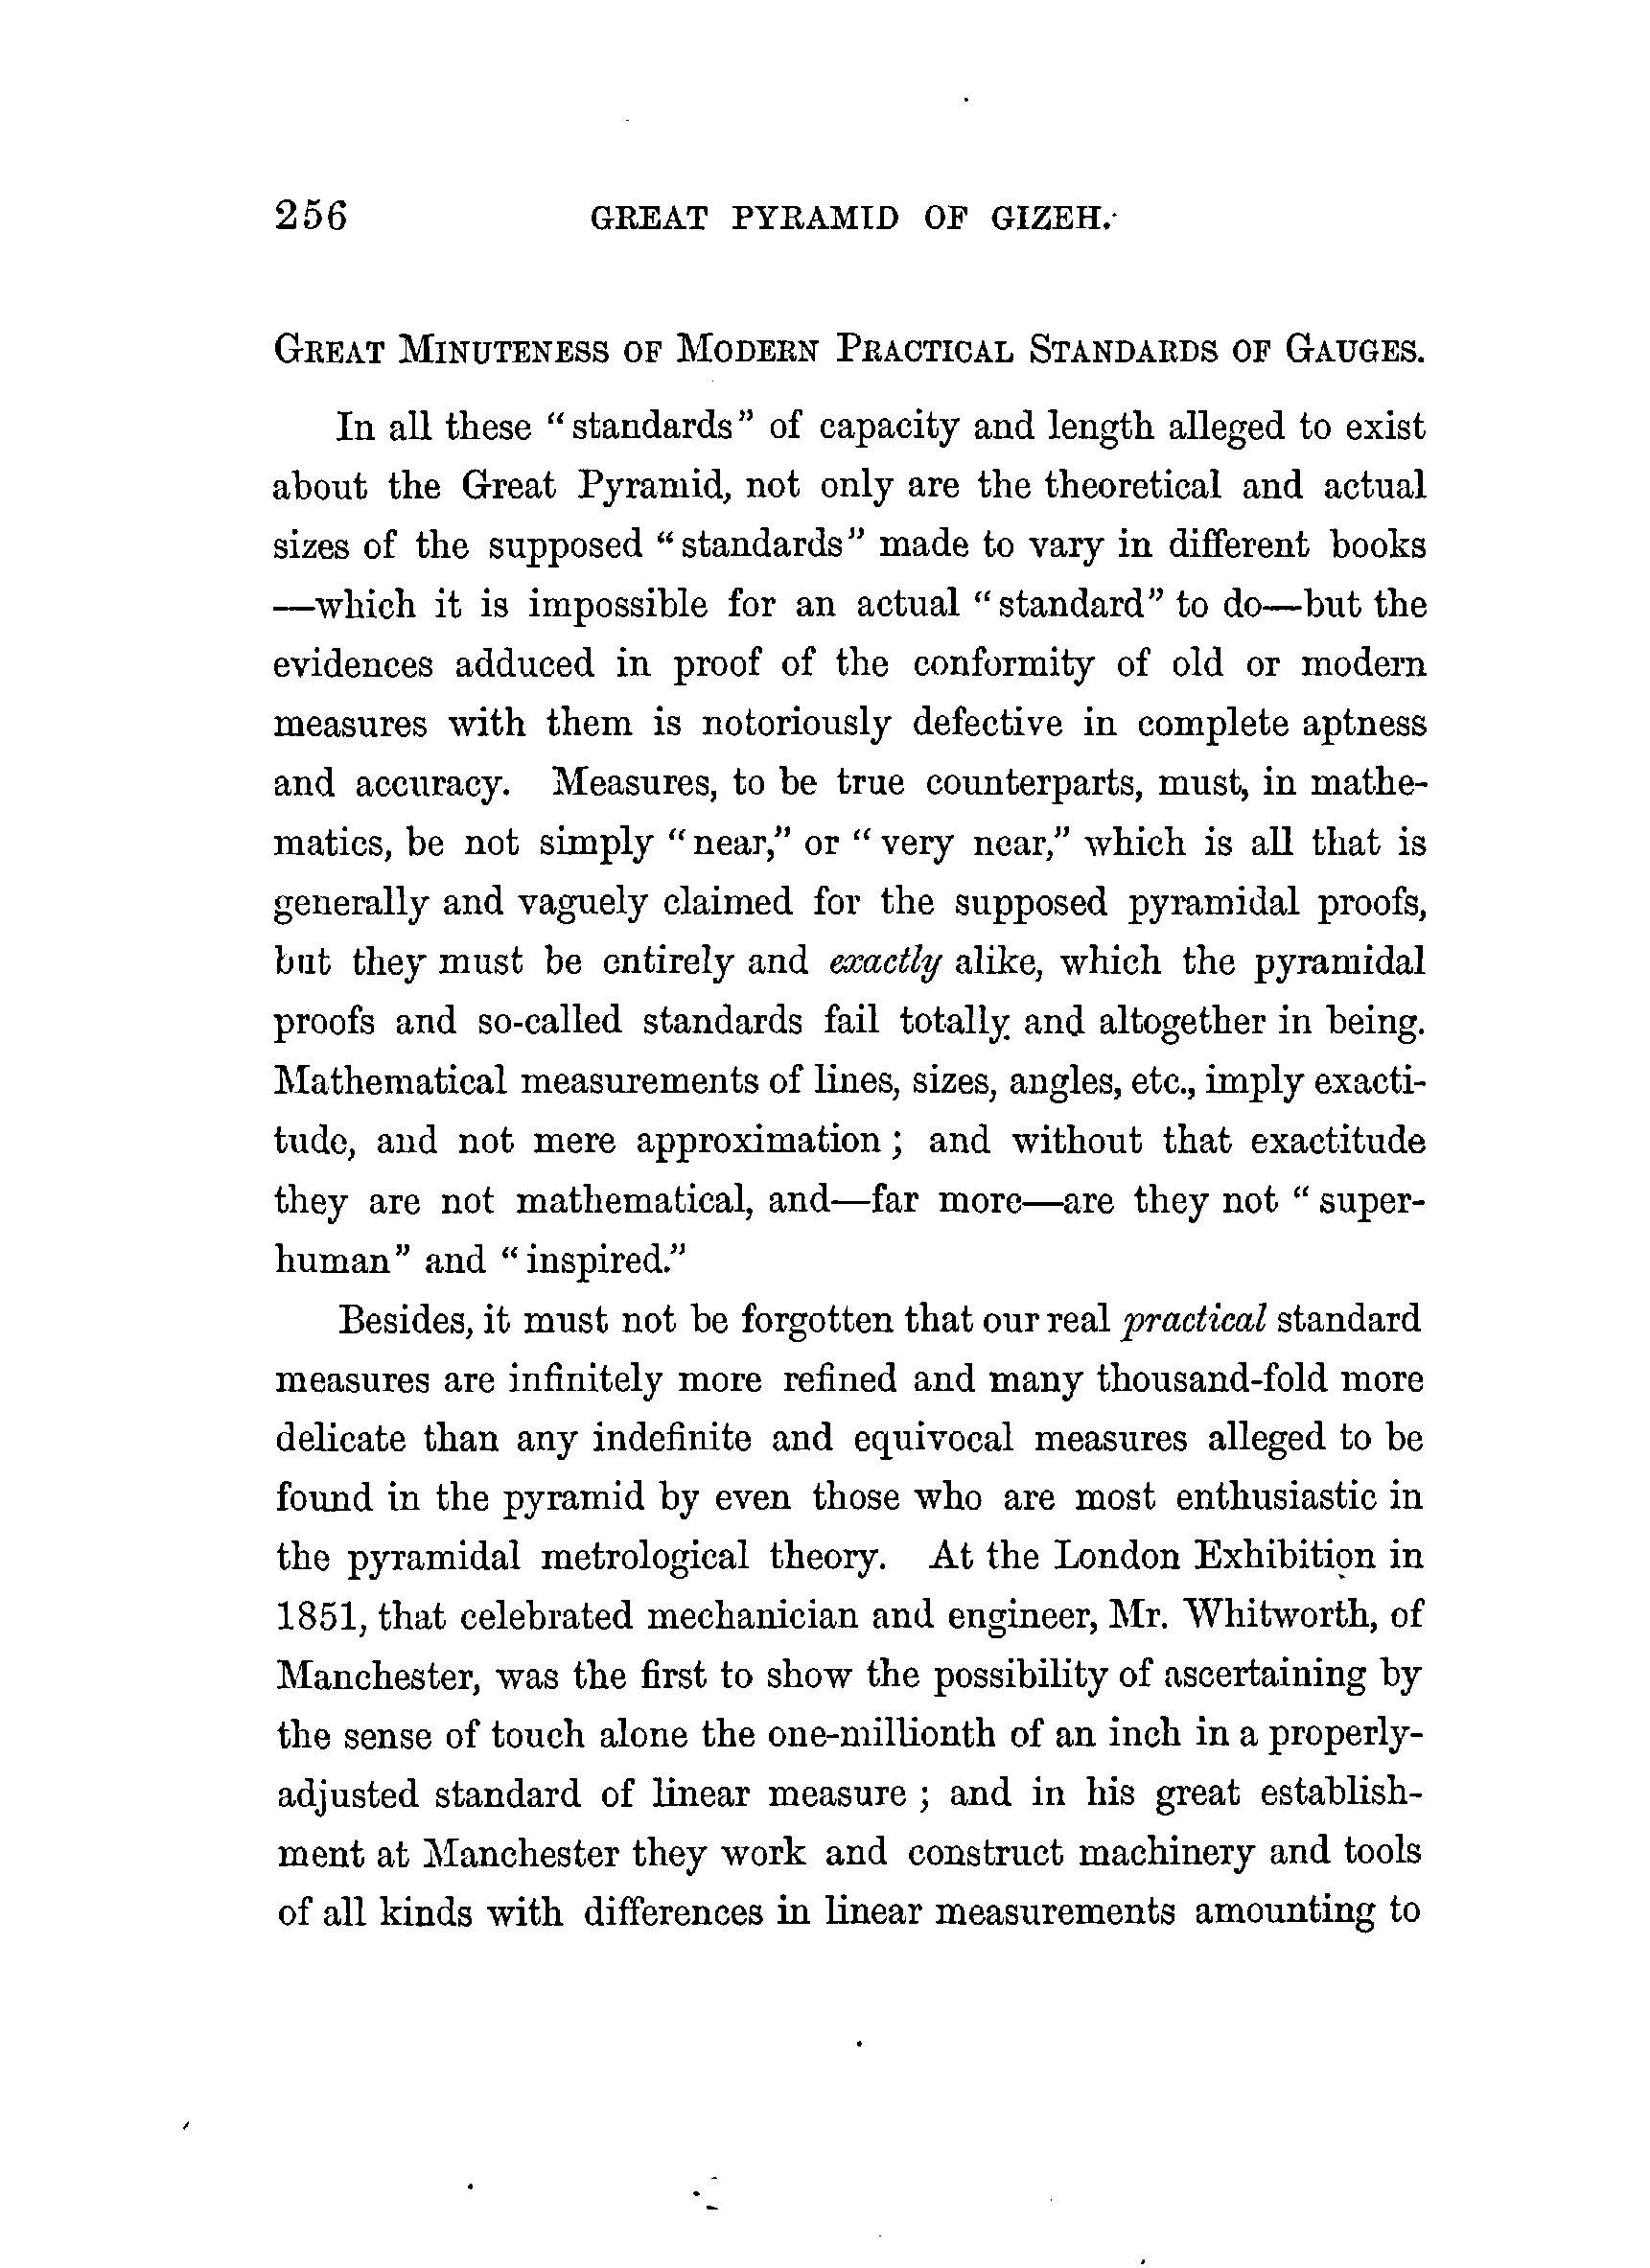 256 GREAT PYRAMID OF GIZEH.
GREAT MINUTENESS OF MODERN PRACTICAL STANDARDS OF GAUGES.
In all these “standards” of capacity and length alleged to exist
about the Great Pyramid, not only are the theoretical and actual
sizes of the supposed “standards” made to vary in different books
—which it is impossible for an actual “standard” to do—but the
evidences adduced in proof of the conformity of old or modern
measures with them is notoriously defective in complete aptness
and accuracy. Measures, to be true counterparts, must, in mathe-
matics, be not simply “near,” or “very near,” which is all that is
generally and vaguely claimed for the supposed pyramidal proofs,
but they must be entirely and exactly alike, which the pyramidal
proofs and so-called standards fail totally and altogether in being.
Mathematical measurements of lines, sizes, angles, etc., imply exacti-
tude, and not mere approximation; and without that exactitude
they are not mathematical, and—far more—are they not “super-
human” and “inspired.”
Besides, it must not be forgotten that our real practical standard
measures are infinitely more refined and many thousand-fold more
delicate than any indefinite and equivocal measures alleged to be
found in the pyramid by even those who are most enthusiastic in
the pyramidal metrological theory. At the London Exhibition in
1851, that celebrated mechanician and engineer, Mr. Whitworth, of
Manchester, was the first to show the possibility of ascertaining by
the sense of touch alone the one-millionth of an inch in a properly-
adjusted standard of linear measure; and in his great establish-
ment at Manchester they work and construct machinery and tools
of all kinds with differences in linear measurements amounting to